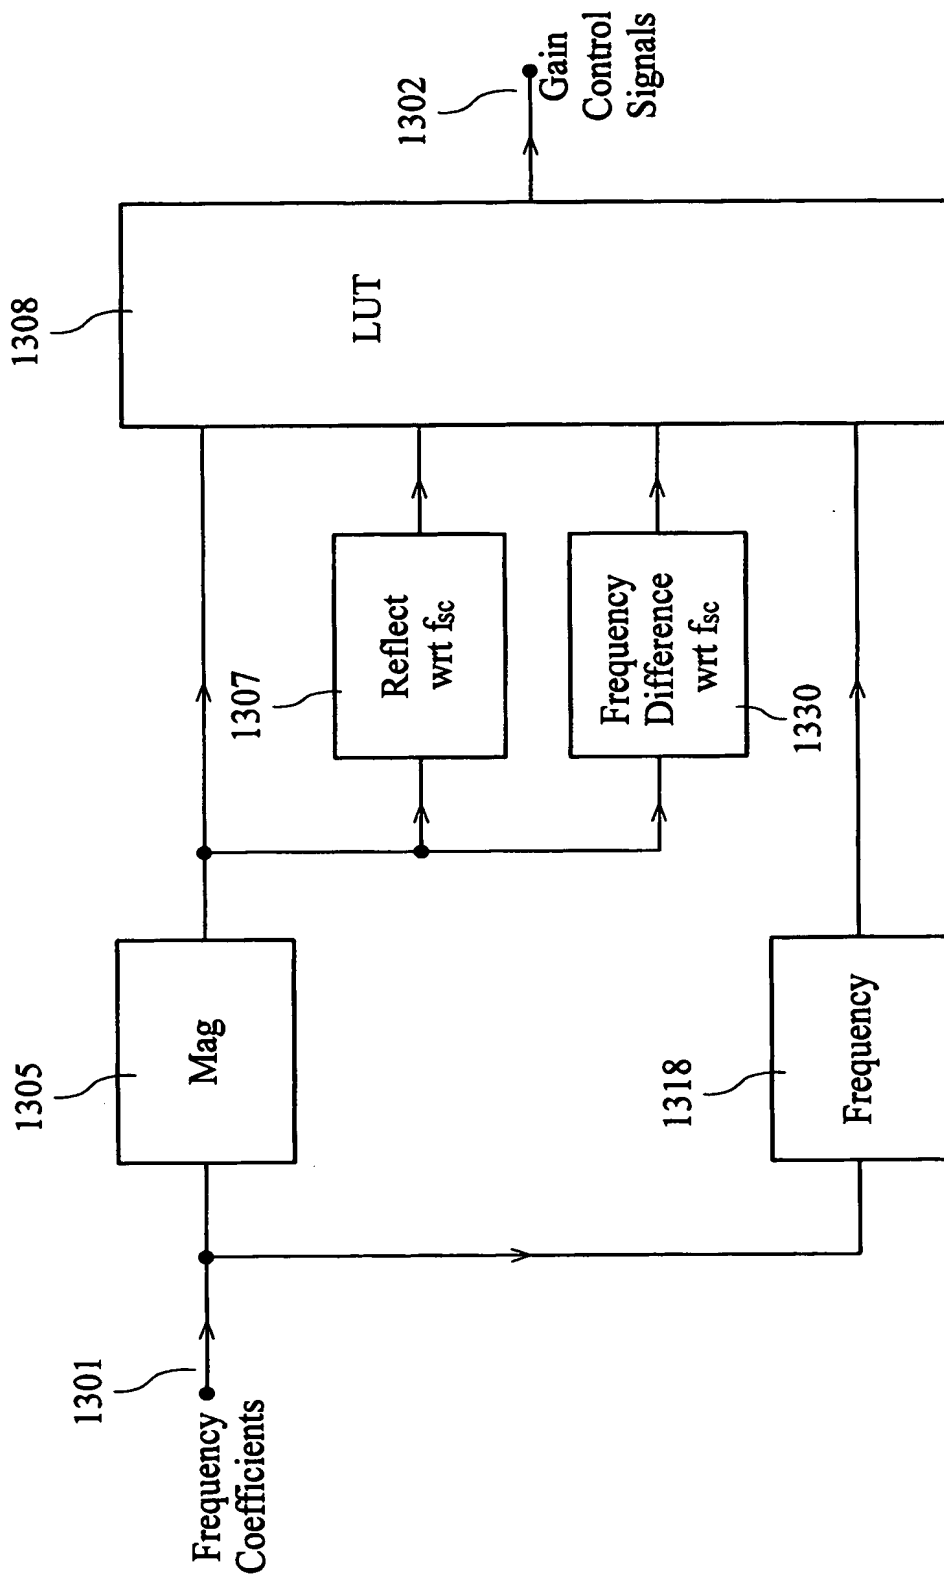 1301
Frequency
Coefficients
1305
Mag
1318
Frequency
1307
Reflect
wrt fsc
Frequency
Difference
wrt fsc
1330
1308
LUT
1302
Gain
Control
Signals